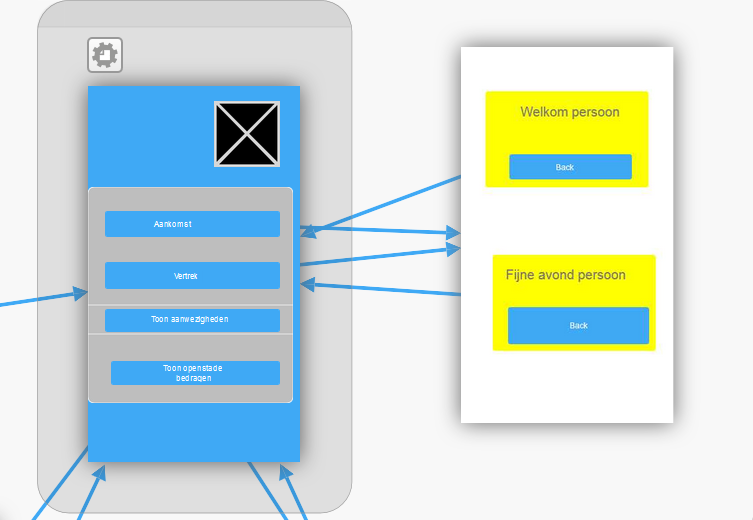 Aankomst
Vertrek
Toon aanwezigheden
Toon openstade
bedragen
Welkom persoon
Back
Fijne avond persoon
Back